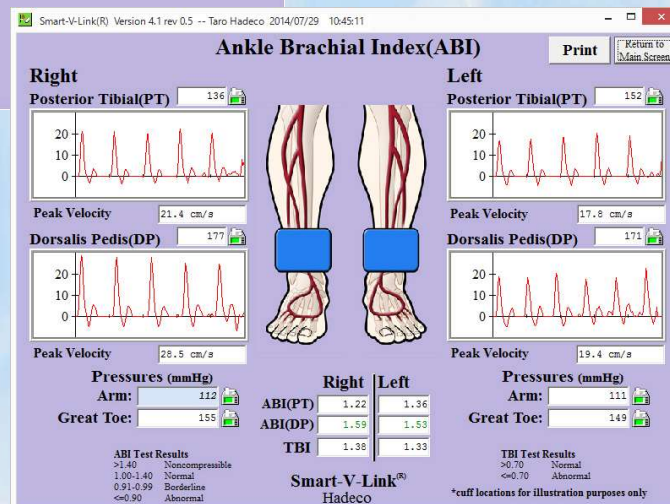 Smart-V-Link(R) Version 4.1 rev 0.5 -- Taro Hadeco 2014/07/29 10:45:11
Ankle Brachial Index(ABI)
Print
Return to
Main Screen
Right
Posterior Tibial(PT) 136
20
10
0
Peak Velocity 21.4 cm/s
Dorsalis Pedis(DP) 177
20
10
0
Peak Velocity 28.5 cm/s
Pressures (mmHg)
Arm: 112
Great Toe: 155
ABI Test Results
>1.40 Noncompressible
1.00-1.40 Normal
0.91-0.99 Borderline
<=0.90 Abnormal
Right Left
ABI(PT) 1.22 1.36
ABI(DP) 1.59 1.53
TBI 1.38 1.33
Smart-V-Link(R)
Hadeco
Left
Posterior Tibial(PT) 152
20
10
0
Peak Velocity 17.8 cm/s
Dorsalis Pedis(DP) 171
20
10
0
Peak Velocity 19.4 cm/s
Pressures (mmHg)
Arm: 111
Great Toe: 149
TBI Test Results
>0.70 Normal
<=0.70 Abnormal
*cuff locations for illustration purposes only